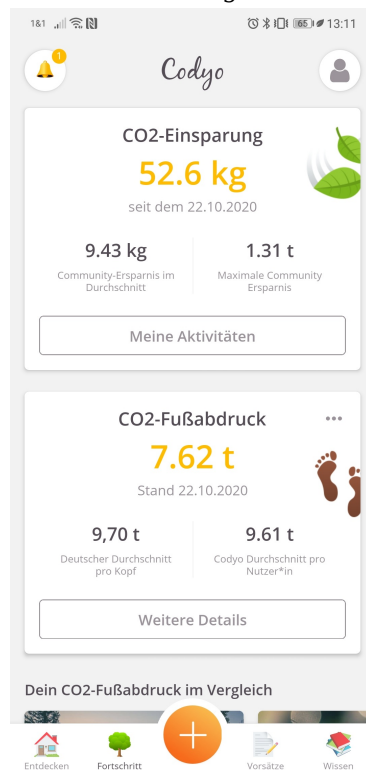 1&1
65
13:11
1
Codyo
CO2-Einsparung
52.6 kg
seit dem 22.10.2020
9.43 kg
1.31 t
Community-Ersparnis im
Durchschnitt
Maximale Community
Ersparnis
Meine Aktivitäten
CO2-Fußabdruck
7.62 t
Stand 22.10.2020
9,70 t
9.61 t
Deutscher Durchschnitt
pro Kopf
Codyo Durchschnitt pro
Nutzer*in
Weitere Details
Dein CO2-Fußabdruck im Vergleich
Entdecken
Fortschritt
Vorsätze
Wissen